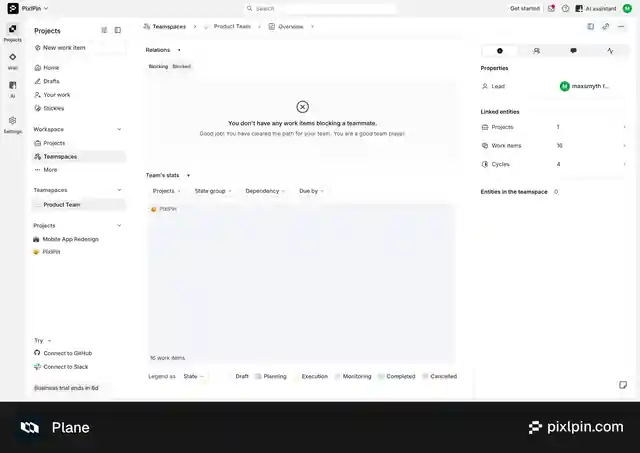 PixlPin
Search
Get started
AI assistant
M
Projects
Wiki
AI
Settings
Projects
New work item
Home
Drafts
Your work
Stickies
Workspace
Projects
Teamspaces
More
Teamspaces
Product Team
Projects
Mobile App Redesign
PixlPin
Try
Connect to GitHub
Connect to Slack
Business trial ends in 6d
Teamspaces
Product Team
Overview
Relations
Blocking Blocked
You don't have any work items blocking a teammate.
Good job! You have cleared the path for your team. You are a good team player.
Team's stats
Projects State group Dependency Due by
PixlPin
16 work items
Legend as State Draft Planning Execution Monitoring Completed Cancelled
Properties
Lead M maxsmyth f...
Linked entities
Projects 1
Work items 16
Cycles 4
Entities in the teamspace 0
Plane
pixlpin.com